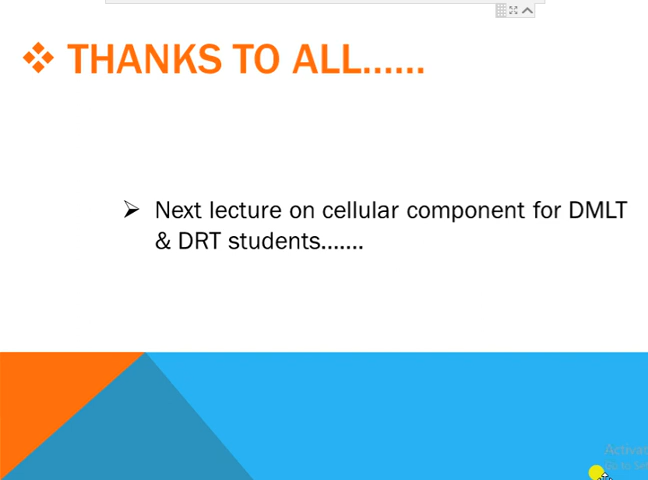 THANKS TO ALL......
Next lecture on cellular component for DMLT
& DRT students.......